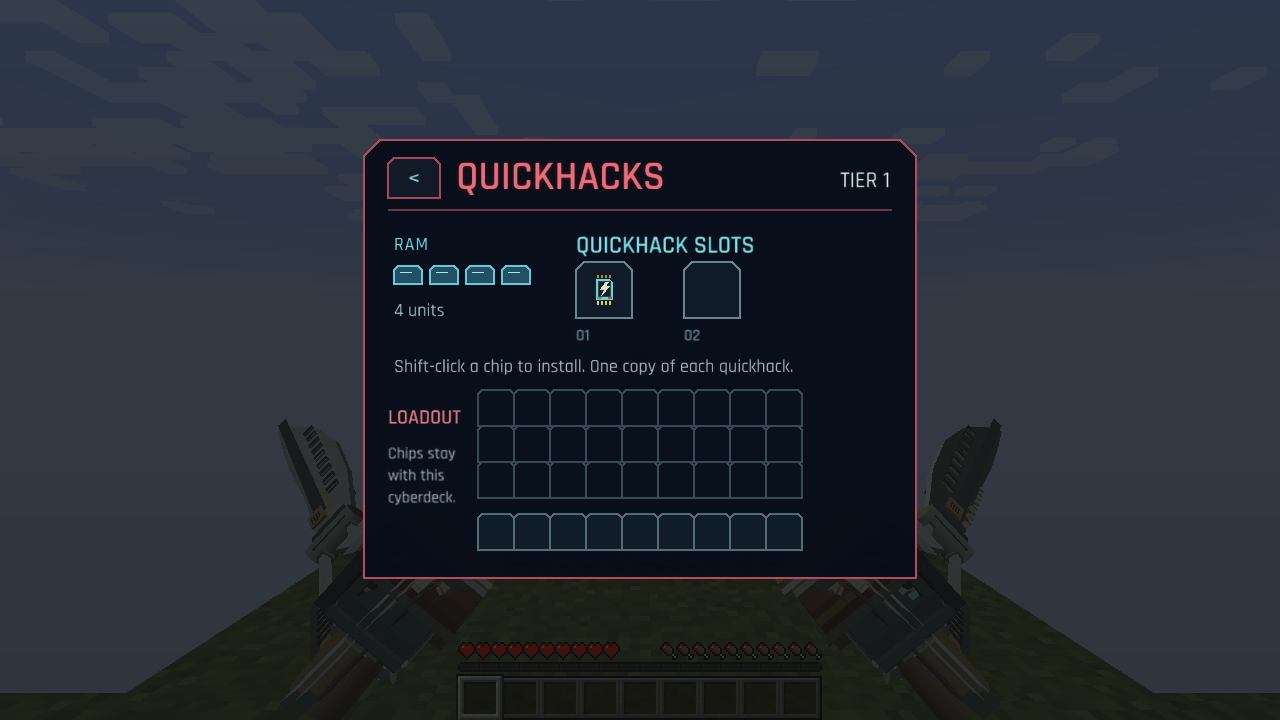 <
QUICKHACKS
TIER 1
RAM
QUICKHACK SLOTS
4 units
01
02
Shift-click a chip to install. One copy of each quickhack.
LOADOUT
Chips stay
with this
cyberdeck.